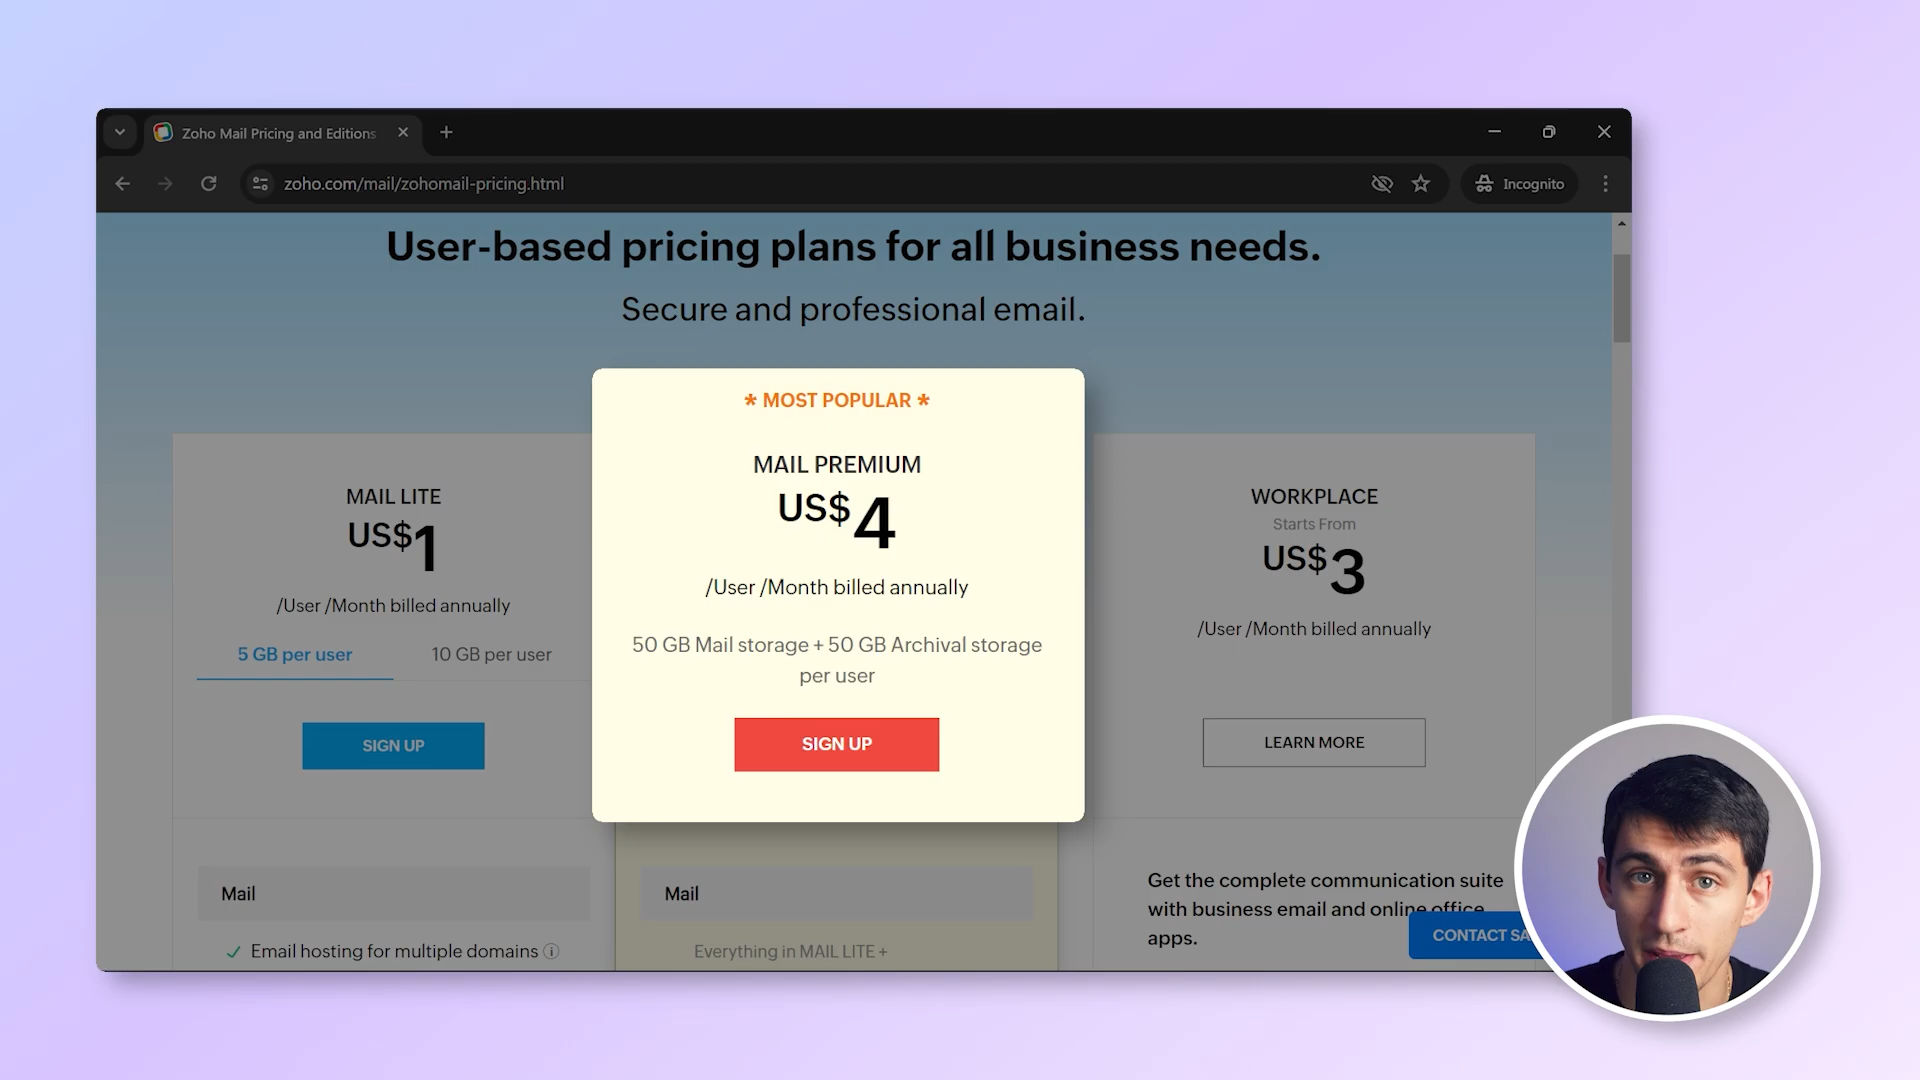 Zoho Mail Pricing and Editions
zoho.com/mail/zohomail-pricing.html
Incognito
User-based pricing plans for all business needs.
Secure and professional email.
MAIL LITE
US$1
/User /Month billed annually
5 GB per user
10 GB per user
SIGN UP
* MOST POPULAR *
MAIL PREMIUM
US$4
/User /Month billed annually
50 GB Mail storage + 50 GB Archival storage
per user
SIGN UP
WORKPLACE
Starts From
US$3
/User /Month billed annually
LEARN MORE
Mail
Email hosting for multiple domains
Mail
Everything in MAIL LITE +
Get the complete communication suite
with business email and online office
apps.
CONTACT SA